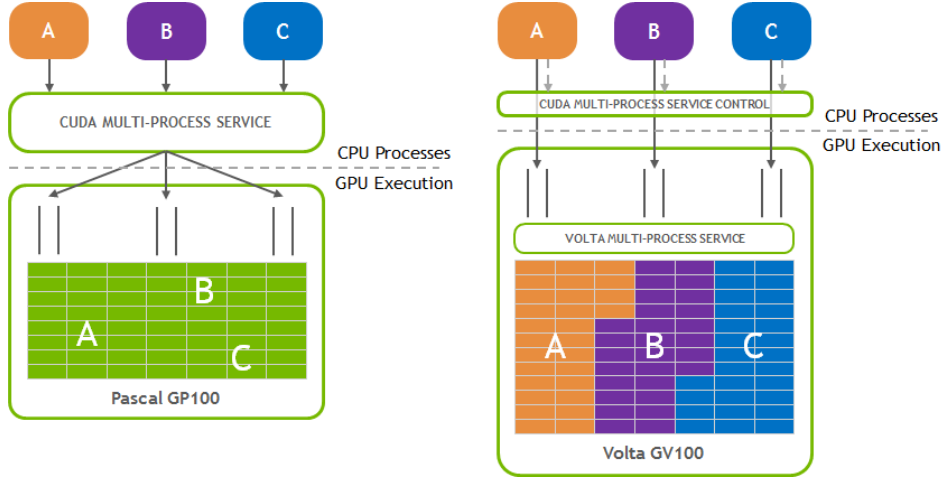 A
B
C
CUDA MULTI-PROCESS SERVICE
CPU Processes
GPU Execution
B
A
C
Pascal GP100
A
B
C
CUDA MULTI-PROCESS SERVICE CONTROL
CPU Processes
GPU Execution
VOLTA MULTI-PROCESS SERVICE
A
B
C
Volta GV100